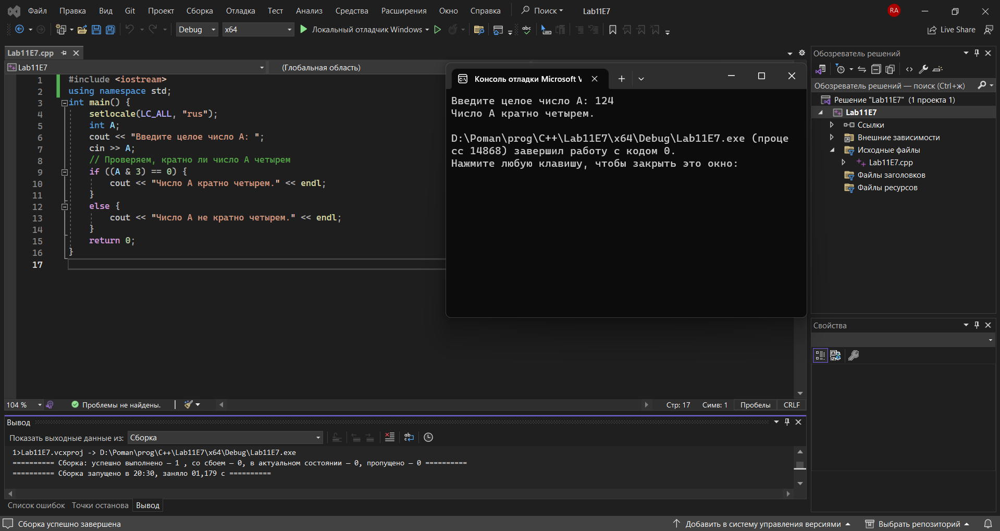 Файл Правка Вид Git Проект Сборка Отладка Тест Анализ Средства Расширения Окно Справка Поиск Lab11E7 RA
Debug x64 Локальный отладчик Windows Live Share
Lab11E7.cpp
Lab11E7 (Глобальная область)
1 #include <iostream>
2 using namespace std;
3 int main() {
4 setlocale(LC_ALL, "rus");
5 int A;
6 cout << "Введите целое число A: ";
7 cin >> A;
8 // Проверяем, кратно ли число A четырем
9 if ((A & 3) == 0) {
10 cout << "Число A кратно четырем." << endl;
11 }
12 else {
13 cout << "Число A не кратно четырем." << endl;
14 }
15 return 0;
16 }
17
Консоль отладки Microsoft V
Введите целое число A: 124
Число A кратно четырем.
D:\Poman\prog\C++\Lab11E7\x64\Debug\Lab11E7.exe (проце
сс 14868) завершил работу с кодом 0.
Нажмите любую клавишу, чтобы закрыть это окно:
Обозреватель решений
Обозреватель решений — поиск (Ctrl+ж)
Решение "Lab11E7" (1 проекта 1)
Lab11E7
Ссылки
Внешние зависимости
Исходные файлы
Lab11E7.cpp
Файлы заголовков
Файлы ресурсов
Свойства
104 % Проблемы не найдены. Стр: 17 Симв: 1 Пробелы CRLF
Вывод
Показать выходные данные из: Сборка
1>Lab11E7.vcxproj -> D:\Poman\prog\C++\Lab11E7\x64\Debug\Lab11E7.exe
========== Сборка: успешно выполнено — 1 , со сбоем — 0, в актуальном состоянии — 0, пропущено — 0 ==========
========== Сборка запущено в 20:30, заняло 01,179 с ==========
Список ошибок Точки останова Вывод
Сборка успешно завершена Добавить в систему управления версиями Выбрать репозиторий